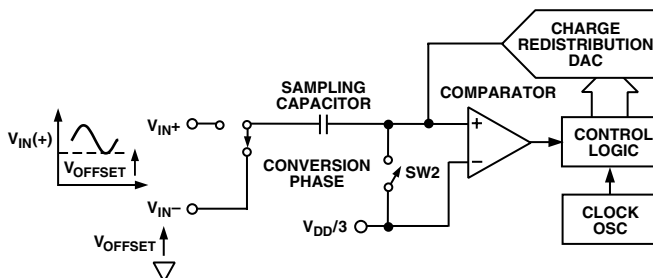 CHARGE
REDISTRIBUTION
DAC
SAMPLING
CAPACITOR
COMPARATOR
VIN(+)
VOFFSET
VIN+
+
−
CONTROL
LOGIC
CONVERSION
PHASE
SW2
VIN−
VDD/3
CLOCK
OSC
VOFFSET